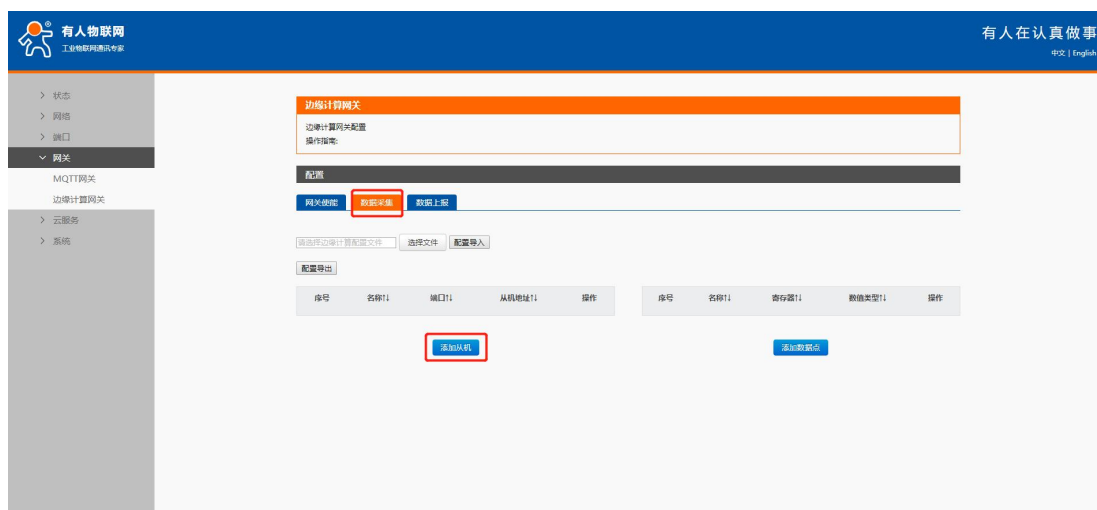 有人物联网
工业物联网通讯专家
有人在认真做事
中文 | English
状态
网络
端口
网关
MQTT网关
边缘计算网关
云服务
系统
边缘计算网关
边缘计算网关配置
操作指南:
配置
网关使能 数据采集 数据上报
请选择边缘计算配置文件 选择文件 配置导入
配置导出
序号 名称↑↓ 端口↑↓ 从机地址↑↓ 操作 序号 名称↑↓ 寄存器↑↓ 数值类型↑↓ 操作
添加从机 添加数据点